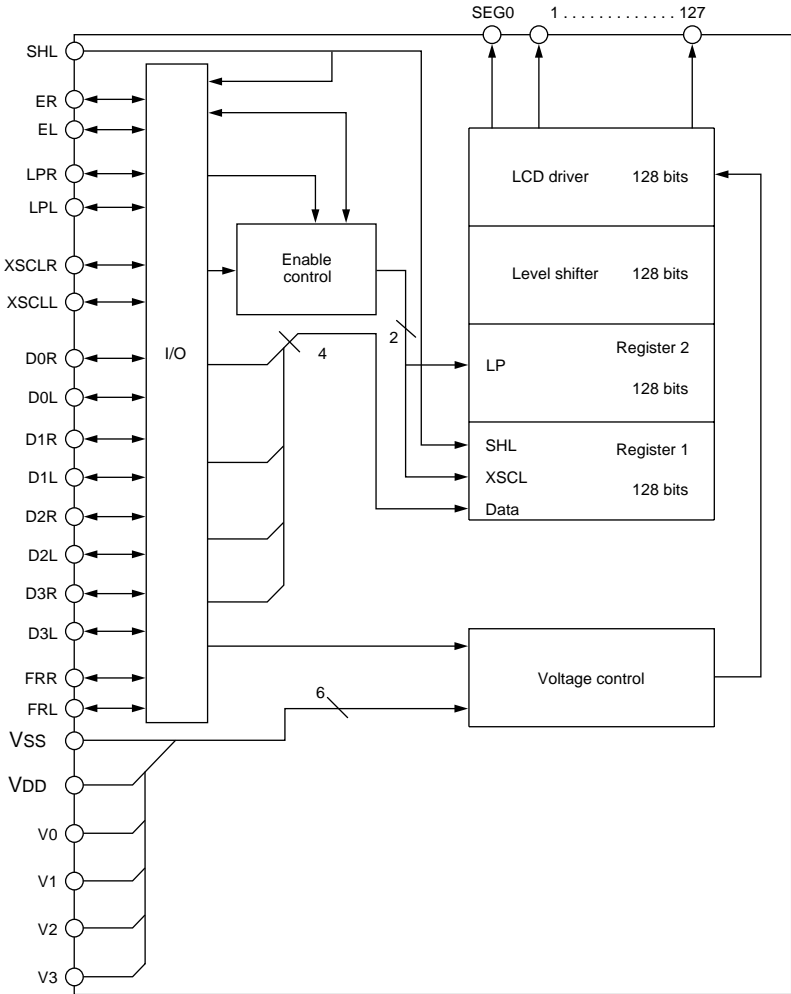 SEG0 1 . . . . . . . . . . . . . 127
SHL
ER
EL
LPR
LPL
XSCLR
XSCLL
D0R
D0L
D1R
D1L
D2R
D2L
D3R
D3L
FRR
FRL
VSS
VDD
V0
V1
V2
V3
I/O
Enable
control
2
4
6
LCD driver 128 bits
Level shifter 128 bits
Register 2
LP
128 bits
SHL
Register 1
XSCL
128 bits
Data
Voltage control